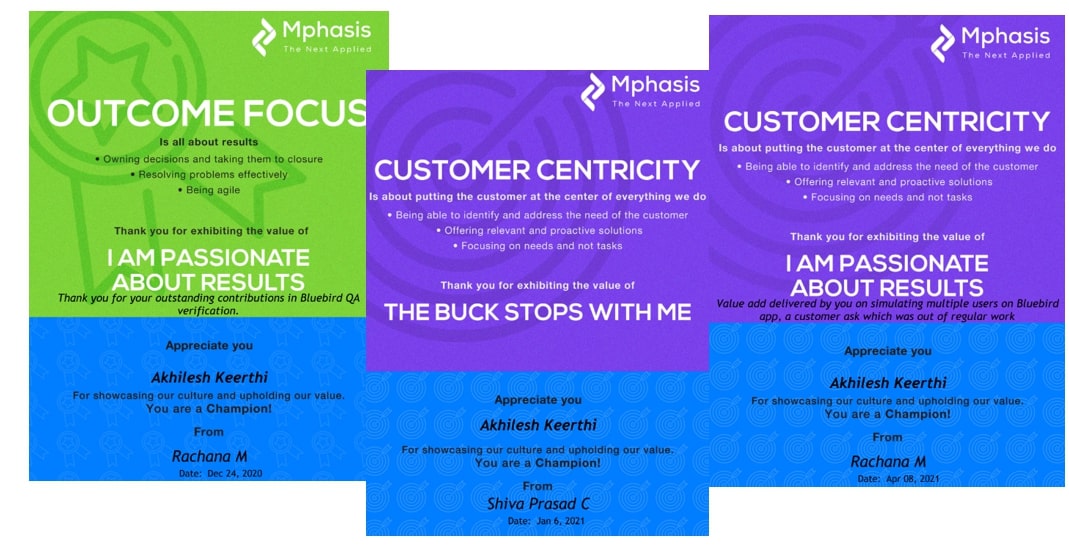 Mphasis
The Next Applied
OUTCOME FOCUS
Is all about results
• Owning decisions and taking them to closure
• Resolving problems effectively
• Being agile
Thank you for exhibiting the value of
I AM PASSIONATE
ABOUT RESULTS
Thank you for your outstanding contributions in Bluebird QA
verification.
Appreciate you
Akhilesh Keerthi
For showcasing our culture and upholding our value.
You are a Champion!
From
Rachana M
Date: Dec 24, 2020
Mphasis
The Next Applied
CUSTOMER CENTRICITY
Is about putting the customer at the center of everything we do
• Being able to identify and address the need of the customer
• Offering relevant and proactive solutions
• Focusing on needs and not tasks
Thank you for exhibiting the value of
THE BUCK STOPS WITH ME
Appreciate you
Akhilesh Keerthi
For showcasing our culture and upholding our value.
You are a Champion!
From
Shiva Prasad C
Date: Jan 6, 2021
Mphasis
The Next Applied
CUSTOMER CENTRICITY
Is about putting the customer at the center of everything we do
• Being able to identify and address the need of the customer
• Offering relevant and proactive solutions
• Focusing on needs and not tasks
Thank you for exhibiting the value of
I AM PASSIONATE
ABOUT RESULTS
Value add delivered by you on simulating multiple users on Bluebird
app, a customer ask which was out of regular work
Appreciate you
Akhilesh Keerthi
For showcasing our culture and upholding our value.
You are a Champion!
From
Rachana M
Date: Apr 08, 2021